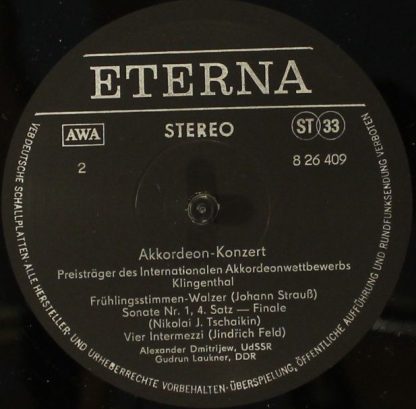 ETERNA
AWA
STEREO
ST 33
2
8 26 409
Akkordeon-Konzert
Preisträger des Internationalen Akkordeonwettbewerbs
Klingenthal
Frühlingsstimmen-Walzer (Johann Strauß)
Sonate Nr. 1, 4. Satz — Finale
(Nikolai J. Tschaikin)
Vier Intermezzi (Jindrich Feld)
Alexander Dmitrijew, UdSSR
Gudrun Laukner, DDR
VEB DEUTSCHE SCHALLPLATTEN·ALLE HERSTELLER- UND URHEBERRECHTE VORBEHALTEN·ÜBERSPIELUNG, ÖFFENTLICHE AUFFÜHRUNG UND RUNDFUNKSENDUNG VERBOTEN